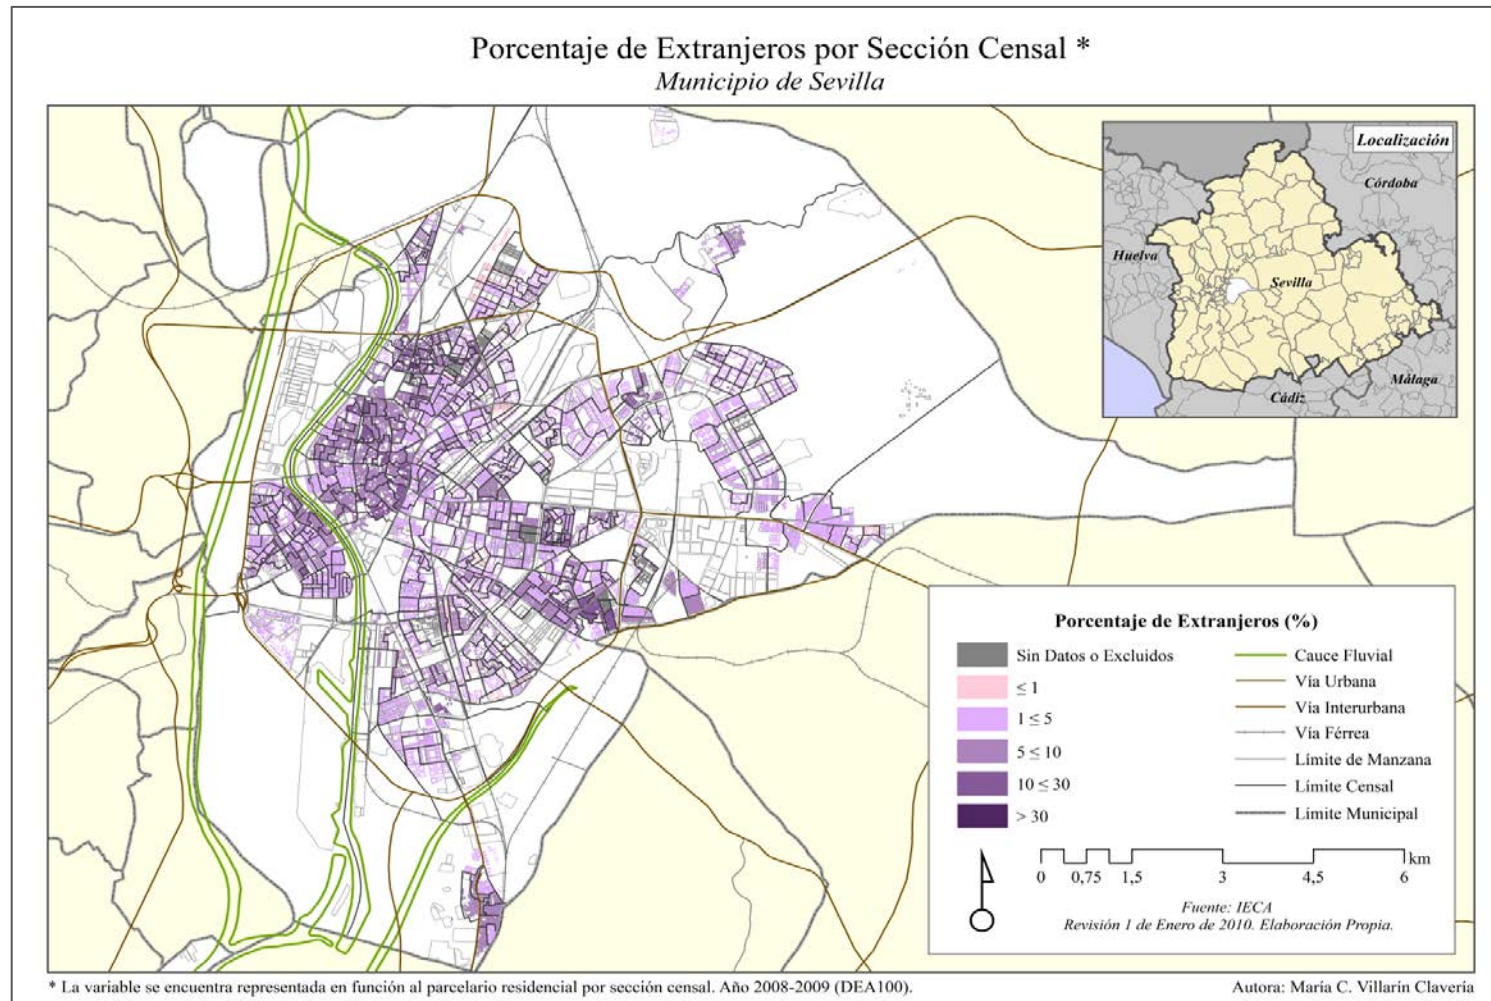 Porcentaje de Extranjeros por Sección Censal *
Municipio de Sevilla
Localización
Córdoba
Huelva
Sevilla
Málaga
Cádiz
Porcentaje de Extranjeros (%)
Sin Datos o Excluidos
≤ 1
1 ≤ 5
5 ≤ 10
10 ≤ 30
> 30
Cauce Fluvial
Vía Urbana
Vía Interurbana
Vía Férrea
Límite de Manzana
Límite Censal
Límite Municipal
km
0 0,75 1,5 3 4,5 6
Fuente: IECA
Revisión 1 de Enero de 2010. Elaboración Propia.
* La variable se encuentra representada en función al parcelario residencial por sección censal. Año 2008-2009 (DEA100).
Autora: María C. Villarín Clavería